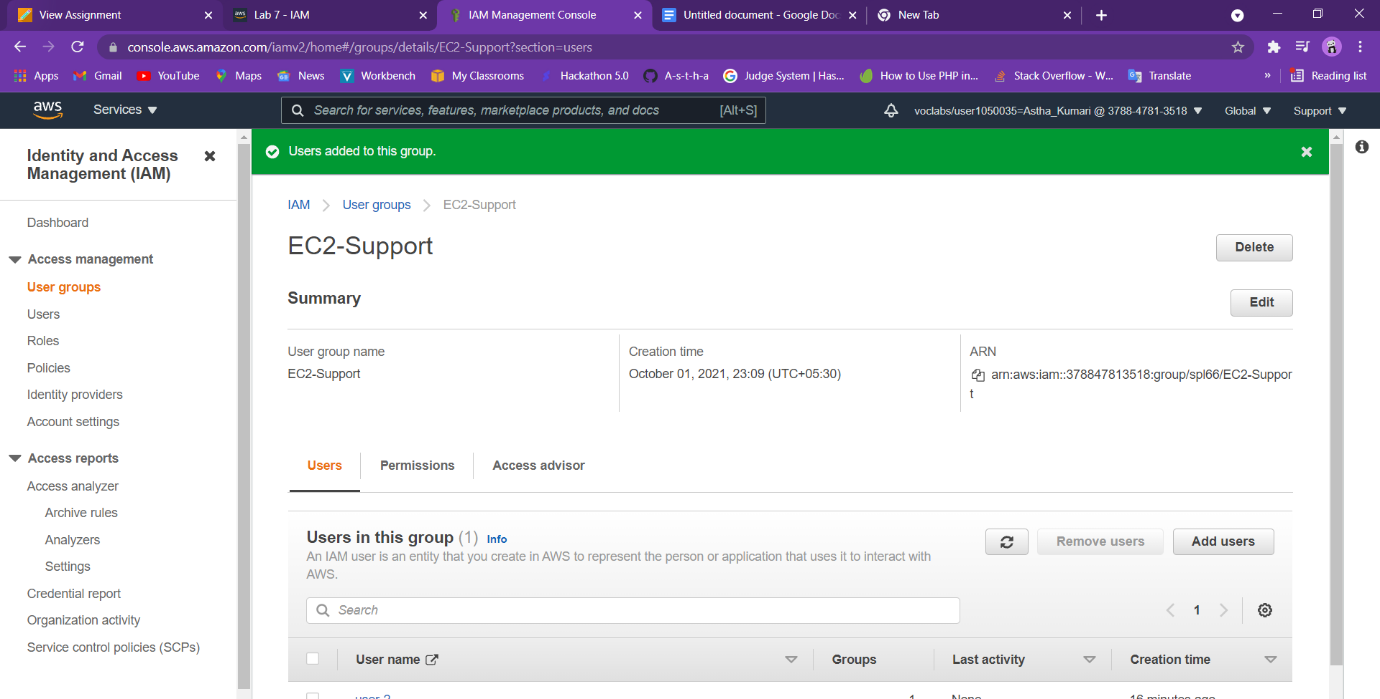 View Assignment
Lab 7 - IAM
IAM Management Console
Untitled document - Google Doc
New Tab
console.aws.amazon.com/iamv2/home#/groups/details/EC2-Support?section=users
Apps Gmail YouTube Maps News Workbench My Classrooms Hackathon 5.0 A-s-t-h-a Judge System | Has... How to Use PHP in... Stack Overflow - W... Translate » Reading list
aws Services Search for services, features, marketplace products, and docs [Alt+S] voclabs/user1050035=Astha_Kumari @ 3788-4781-3518 Global Support
Identity and Access
Management (IAM)
Dashboard
Access management
User groups
Users
Roles
Policies
Identity providers
Account settings
Access reports
Access analyzer
Archive rules
Analyzers
Settings
Credential report
Organization activity
Service control policies (SCPs)
Users added to this group.
IAM User groups EC2-Support
EC2-Support
Delete
Summary
Edit
User group name
EC2-Support
Creation time
October 01, 2021, 23:09 (UTC+05:30)
ARN
arn:aws:iam::378847813518:group/spl66/EC2-Suppor
t
Users Permissions Access advisor
Users in this group (1) Info
An IAM user is an entity that you create in AWS to represent the person or application that uses it to interact with
AWS.
Remove users
Add users
Search
1
User name Groups Last activity Creation time